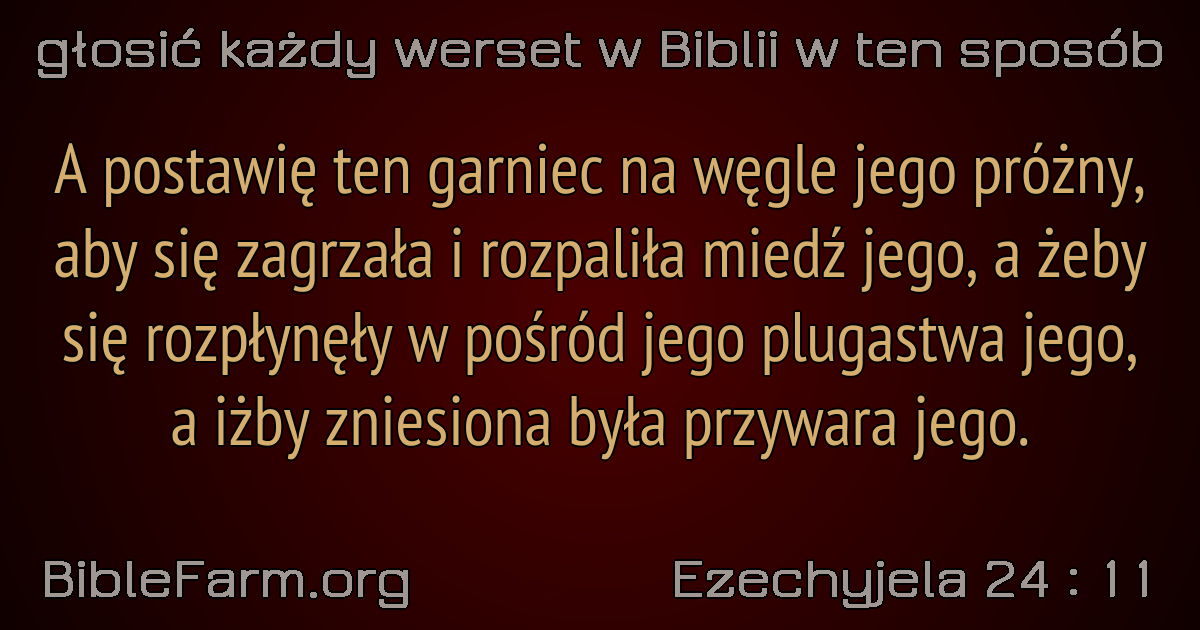 głosić każdy werset w Biblii w ten sposób
A postawię ten garniec na węgle jego próżny,
aby się zagrzała i rozpaliła miedź jego, a żeby
się rozpłynęły w pośród jego plugastwa jego,
a iżby zniesiona była przywara jego.
BibleFarm.org
Ezechyjela 24 : 11